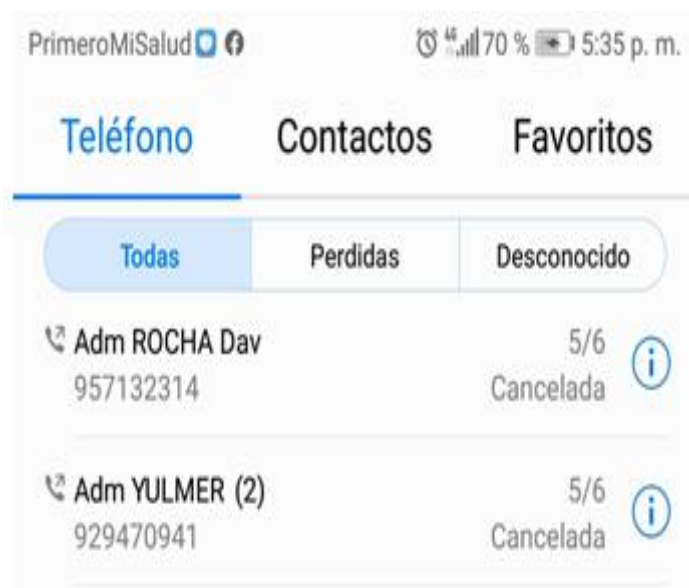 PrimeroMiSalud 46 70 % 5:35 p. m.
Teléfono Contactos Favoritos
Todas Perdidas Desconocido
Adm ROCHA Dav 5/6
957132314 Cancelada
Adm YULMER (2) 5/6
929470941 Cancelada